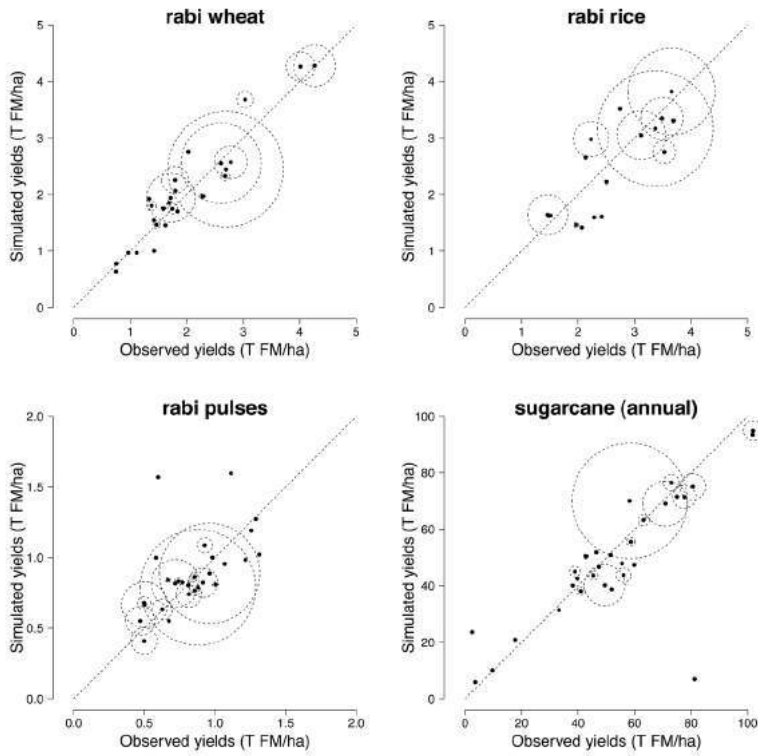 rabi wheat
5
4
3
2
1
0
Simulated yields (T FM/ha)
0 1 2 3 4 5
Observed yields (T FM/ha)
rabi rice
5
4
3
2
1
0
Simulated yields (T FM/ha)
0 1 2 3 4 5
Observed yields (T FM/ha)
rabi pulses
2.0
1.5
1.0
0.5
0.0
Simulated yields (T FM/ha)
0.0 0.5 1.0 1.5 2.0
Observed yields (T FM/ha)
sugarcane (annual)
100
80
60
40
20
0
Simulated yields (T FM/ha)
0 20 40 60 80 100
Observed yields (T FM/ha)